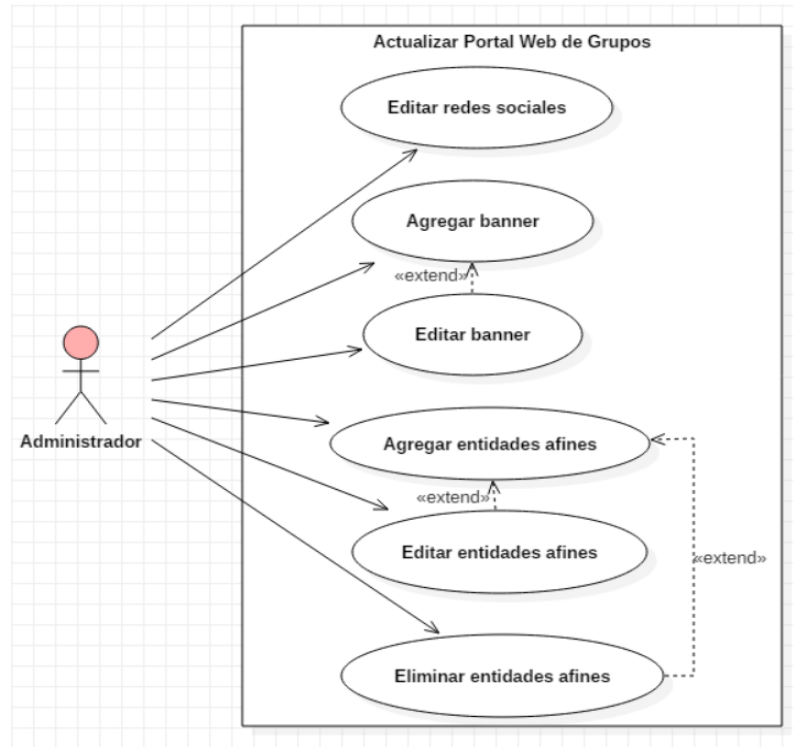 Actualizar Portal Web de Grupos
Editar redes sociales
Agregar banner
«extend»
Editar banner
Administrador
Agregar entidades afines
«extend»
Editar entidades afines
«extend»
Eliminar entidades afines